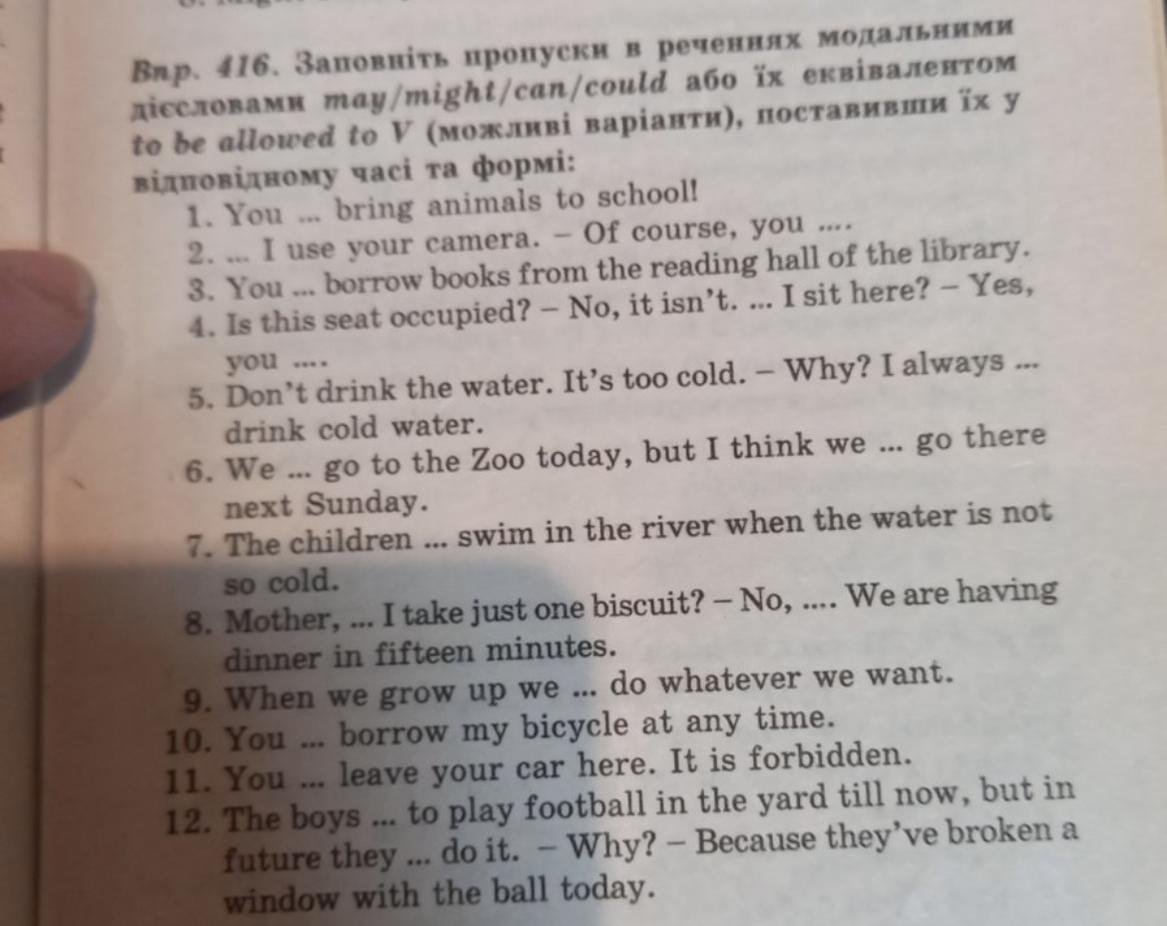 Впр. 416. Заповніть пропуски в реченнях модальними
дієсловами may/might/can/could або їх еквівалентом
to be allowed to V (можливі варіанти), поставивши їх у
відповідному часі та формі:
1. You ... bring animals to school!
2. ... I use your camera. – Of course, you ....
3. You ... borrow books from the reading hall of the library.
4. Is this seat occupied? – No, it isn't. ... I sit here? – Yes,
you ....
5. Don't drink the water. It's too cold. – Why? I always ...
drink cold water.
6. We ... go to the Zoo today, but I think we ... go there
next Sunday.
7. The children ... swim in the river when the water is not
so cold.
8. Mother, ... I take just one biscuit? – No, .... We are having
dinner in fifteen minutes.
9. When we grow up we ... do whatever we want.
10. You ... borrow my bicycle at any time.
11. You ... leave your car here. It is forbidden.
12. The boys ... to play football in the yard till now, but in
future they ... do it. – Why? – Because they've broken a
window with the ball today.